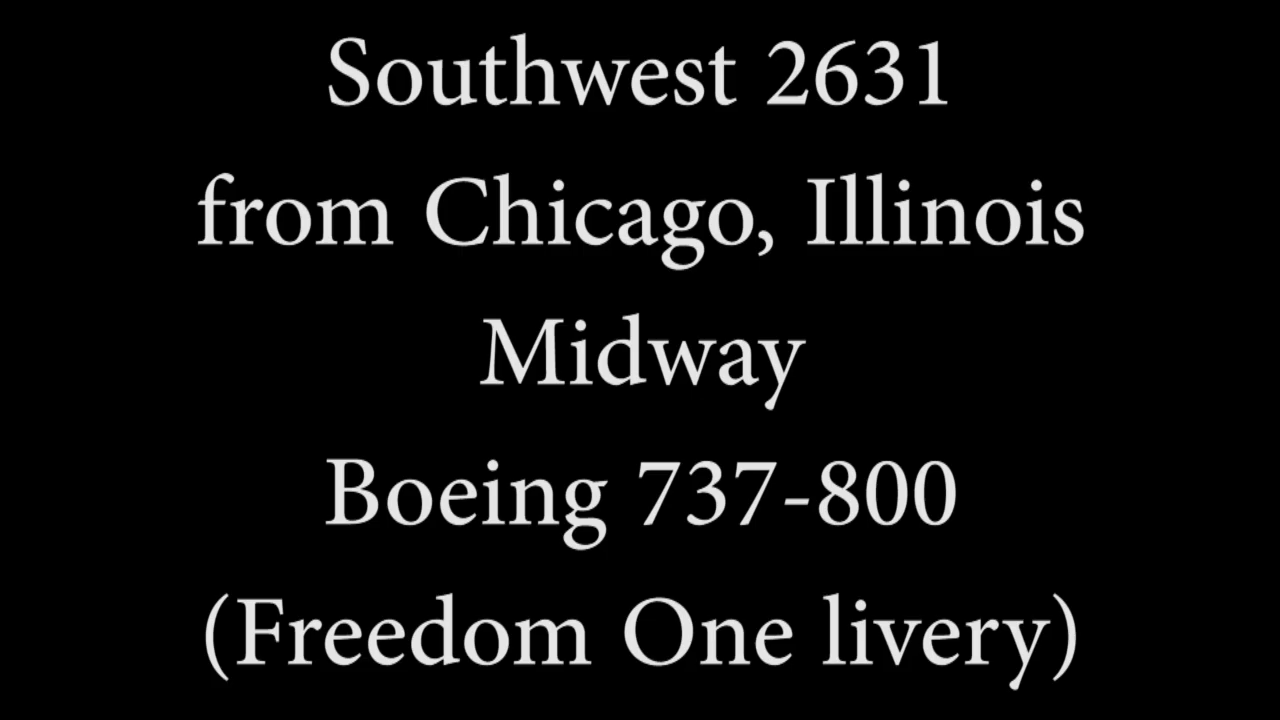 Southwest 2631
from Chicago, Illinois
Midway
Boeing 737-800
(Freedom One livery)